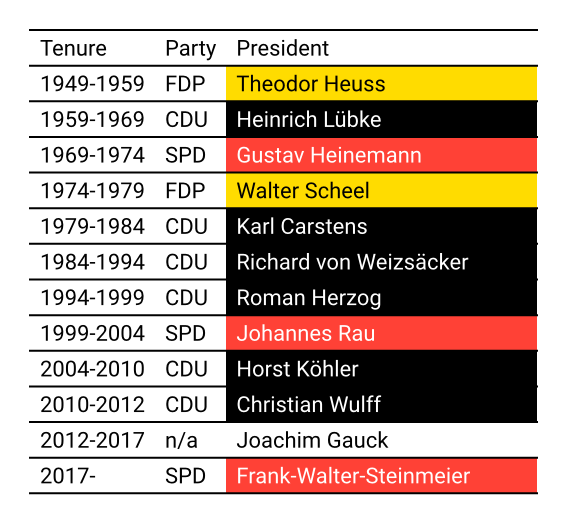 Tenure Party President
1949-1959 FDP Theodor Heuss
1959-1969 CDU Heinrich Lübke
1969-1974 SPD Gustav Heinemann
1974-1979 FDP Walter Scheel
1979-1984 CDU Karl Carstens
1984-1994 CDU Richard von Weizsäcker
1994-1999 CDU Roman Herzog
1999-2004 SPD Johannes Rau
2004-2010 CDU Horst Köhler
2010-2012 CDU Christian Wulff
2012-2017 n/a Joachim Gauck
2017- SPD Frank-Walter-Steinmeier